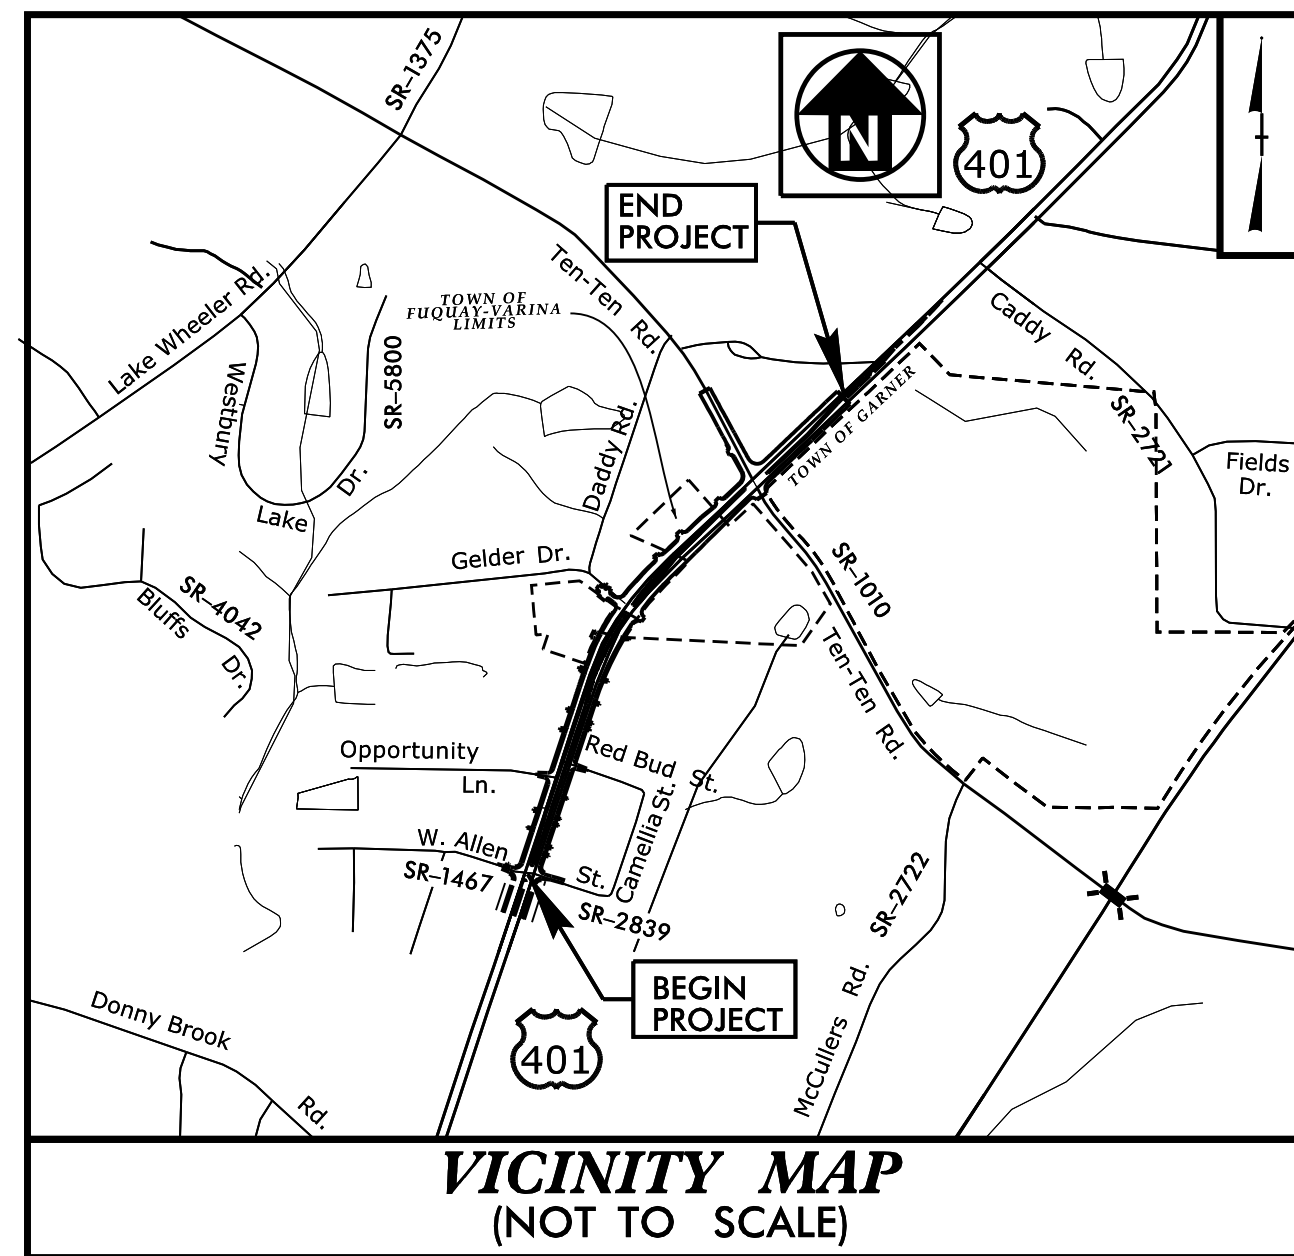 SR-1375
N
401
END
PROJECT
Ten-Ten Rd.
TOWN OF
FUQUAY-VARINA
LIMITS
Lake Wheeler Rd.
Caddy Rd.
Westbury
SR-5800
TOWN OF GARNER
SR-2721
Daddy Rd.
Fields
Dr.
Lake Dr.
Gelder Dr.
SR-1010
SR-4042
Bluffs
Dr.
Ten-Ten Rd.
Opportunity
Ln.
Red Bud St.
Camellia St.
W. Allen St.
SR-1467
SR-2839
SR-2722
BEGIN
PROJECT
Donny Brook
Rd.
401
McCullers Rd.
VICINITY MAP
(NOT TO SCALE)